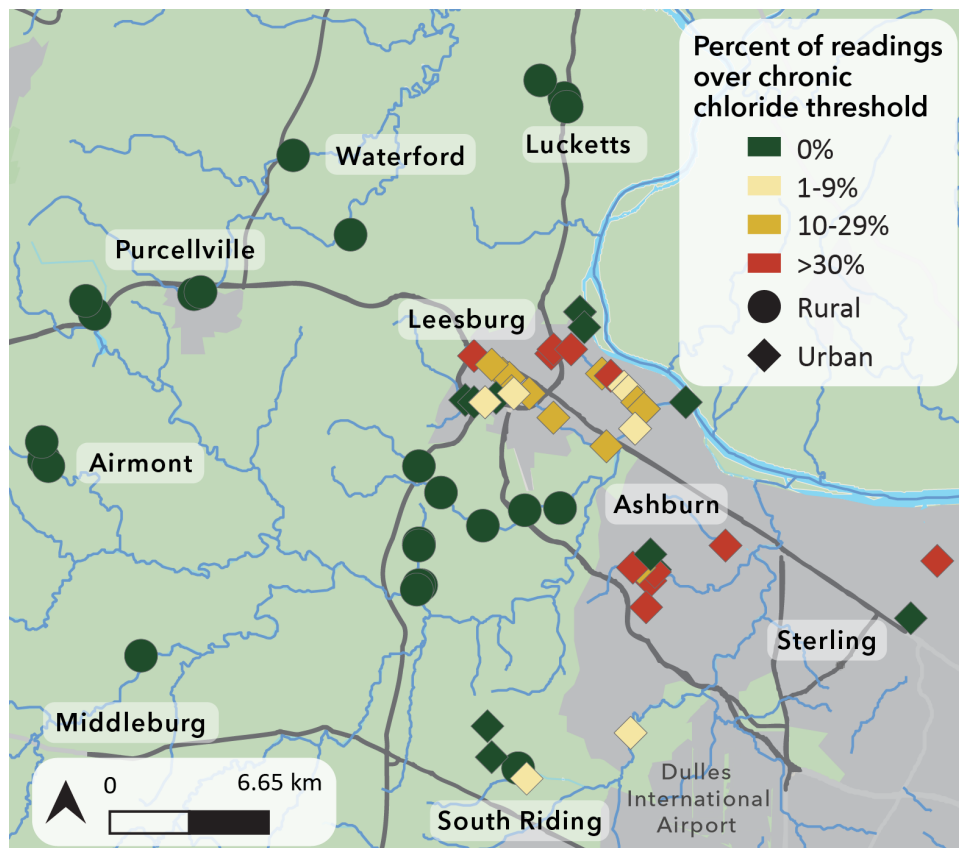 Percent of readings
over chronic
chloride threshold
0%
1-9%
10-29%
>30%
Rural
Urban
Lucketts
Waterford
Purcellville
Leesburg
Airmont
Ashburn
Sterling
Middleburg
Dulles
International
Airport
South Riding
0 6.65 km